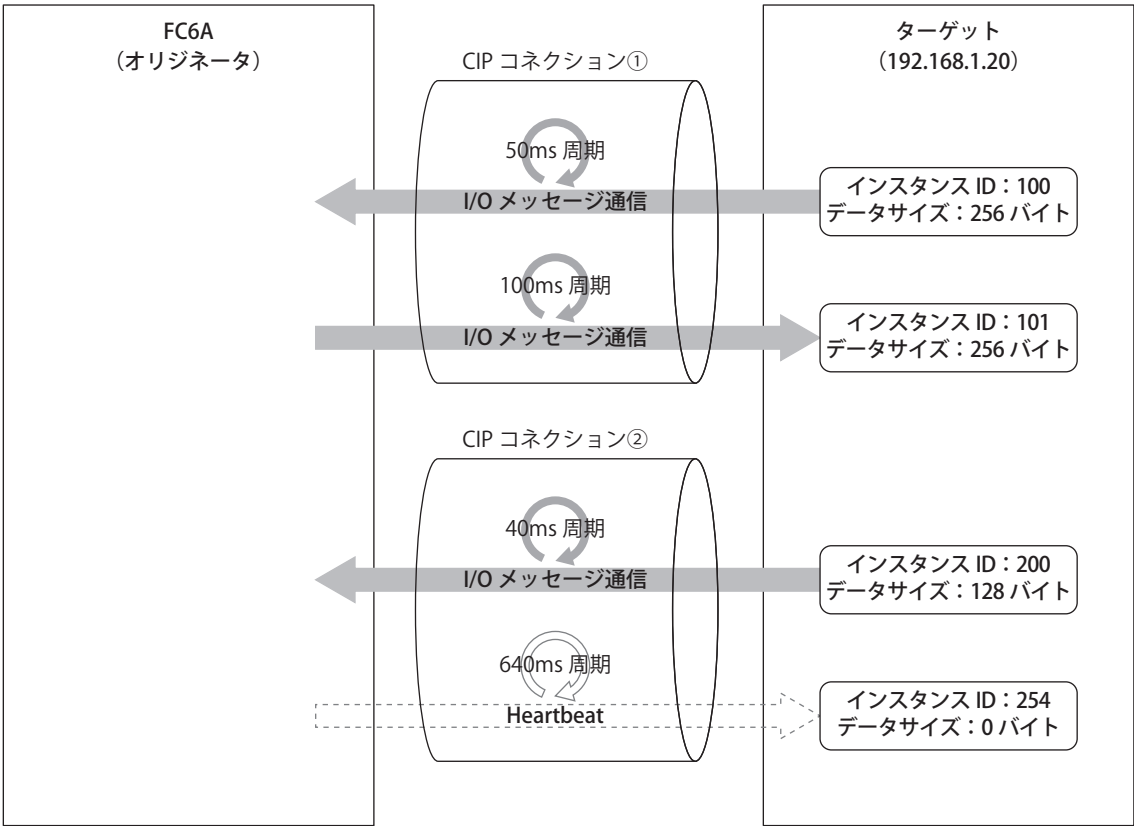 FC6A
（オリジネータ）
ターゲット
（192.168.1.20）
CIP コネクション①
50ms 周期
I/O メッセージ通信
インスタンス ID：100
データサイズ：256 バイト
100ms 周期
I/O メッセージ通信
インスタンス ID：101
データサイズ：256 バイト
CIP コネクション②
40ms 周期
I/O メッセージ通信
インスタンス ID：200
データサイズ：128 バイト
640ms 周期
Heartbeat
インスタンス ID：254
データサイズ：0 バイト